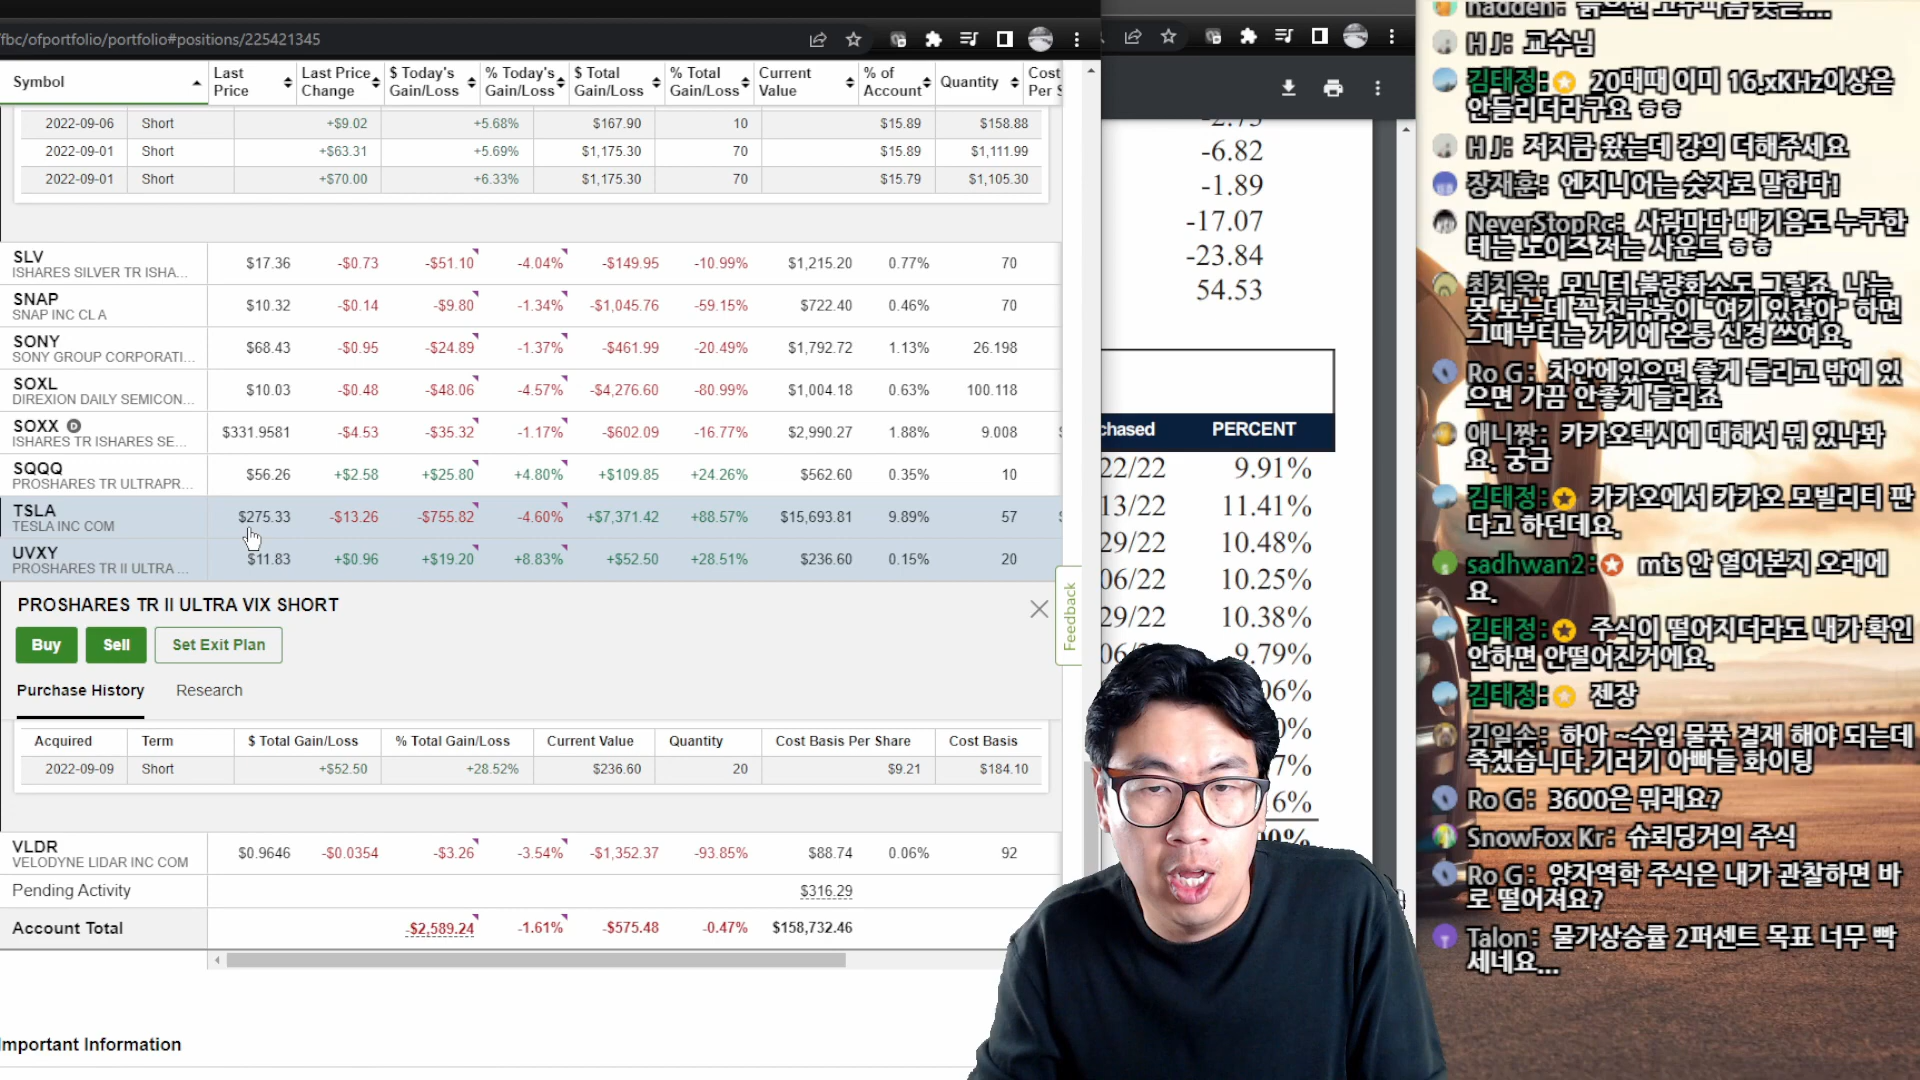 fbc/ofportfolio/portfolio#positions/225421345
Symbol Last Price Last Price Change $ Today's Gain/Loss % Today's Gain/Loss $ Total Gain/Loss % Total Gain/Loss Current Value % of Account Quantity Cost Per
2022-09-06 Short +$9.02 +5.68% $167.90 10 $15.89 $158.88
2022-09-01 Short +$63.31 +5.69% $1,175.30 70 $15.89 $1,111.99
2022-09-01 Short +$70.00 +6.33% $1,175.30 70 $15.79 $1,105.30
SLV $17.36 -$0.73 -$51.10 -4.04% -$149.95 -10.99% $1,215.20 0.77% 70
ISHARES SILVER TR ISHA...
SNAP $10.32 -$0.14 -$9.80 -1.34% -$1,045.76 -59.15% $722.40 0.46% 70
SNAP INC CL A
SONY $68.43 -$0.95 -$24.89 -1.37% -$461.99 -20.49% $1,792.72 1.13% 26.198
SONY GROUP CORPORATI...
SOXL $10.03 -$0.48 -$48.06 -4.57% -$4,276.60 -80.99% $1,004.18 0.63% 100.118
DIREXION DAILY SEMICON...
SOXX D $331.9581 -$4.53 -$35.32 -1.17% -$602.09 -16.77% $2,990.27 1.88% 9.008
ISHARES TR ISHARES SE...
SQQQ $56.26 +$2.58 +$25.80 +4.80% +$109.85 +24.26% $562.60 0.35% 10
PROSHARES TR ULTRAPR...
TSLA $275.33 -$13.26 -$755.82 -4.60% +$7,371.42 +88.57% $15,693.81 9.89% 57
TESLA INC COM
UVXY $11.83 +$0.96 +$19.20 +8.83% +$52.50 +28.51% $236.60 0.15% 20
PROSHARES TR II ULTRA ...
PROSHARES TR II ULTRA VIX SHORT
Buy Sell Set Exit Plan
Feedback
Purchase History Research
Acquired Term $ Total Gain/Loss % Total Gain/Loss Current Value Quantity Cost Basis Per Share Cost Basis
2022-09-09 Short +$52.50 +28.52% $236.60 20 $9.21 $184.10
VLDR $0.9646 -$0.0354 -$3.26 -3.54% -$1,352.37 -93.85% $88.74 0.06% 92
VELODYNE LIDAR INC COM
Pending Activity $316.29
Account Total -$2,589.24 -1.61% -$575.48 -0.47% $158,732.46
Important Information
-2.73
-6.82
-1.89
-17.07
-23.84
54.53
chased PERCENT
22/22 9.91%
13/22 11.41%
29/22 10.48%
06/22 10.25%
29/22 10.38%
06/ 9.79%
06%
0%
7%
6%
00%
H J: 교수님
김태정: 20대때 이미 16.xKHz이상은
안들리더라구요 ㅎㅎ
H J: 저지금 왔는데 강의 더해주세요
장재훈: 엔지니어는 숫자로 말한다!
NeverStopRc: 사람마다 배기음도 누구한
테는 노이즈 저는 사운드 ㅎㅎ
최치욱: 모니터 불량화소도 그렇죠. 나는
못 보는데 꼭 친구놈이 "여기 있잖아" 하면
그때부터는 거기에 온통 신경 쓰여요.
Ro G: 차안에있으면 좋게 들리고 밖에 있
으면 가끔 안좋게 들리죠
애니짱: 카카오택시에 대해서 뭐 있나봐
요. 궁금
김태정: 카카오에서 카카오 모빌리티 판
다고 하던데요.
sadhwan2: mts 안 열어본지 오래에
요.
김태정: 주식이 떨어지더라도 내가 확인
안하면 안떨어진거에요.
김태정: 젠장
김일손: 하아 ~수입 물품 결재 해야 되는데
죽겠습니다.기러기 아빠들 화이팅
Ro G: 3600은 뭐래요?
SnowFox Kr: 슈뢰딩거의 주식
Ro G: 양자역학 주식은 내가 관찰하면 바
로 떨어져요?
Talon: 물가상승률 2퍼센트 목표 너무 빡
세네요...